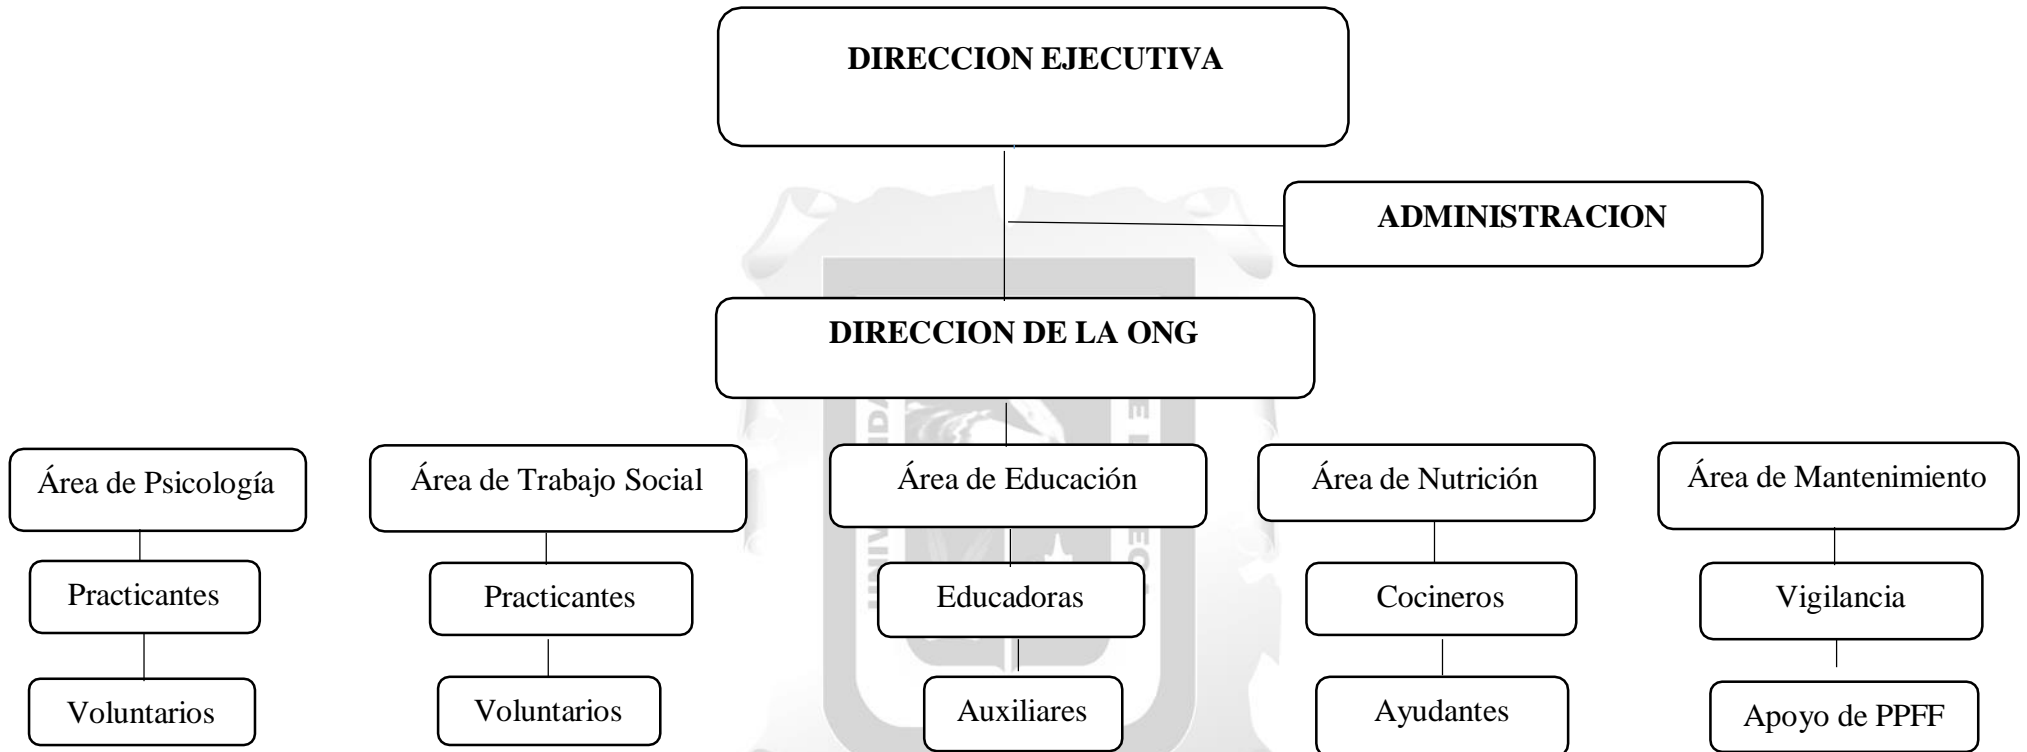 DIRECCION EJECUTIVA
ADMINISTRACION
DIRECCION DE LA ONG
Área de Psicología
Área de Trabajo Social
Área de Educación
Área de Nutrición
Área de Mantenimiento
Practicantes
Practicantes
Educadoras
Cocineros
Vigilancia
Voluntarios
Voluntarios
Auxiliares
Ayudantes
Apoyo de PPFF